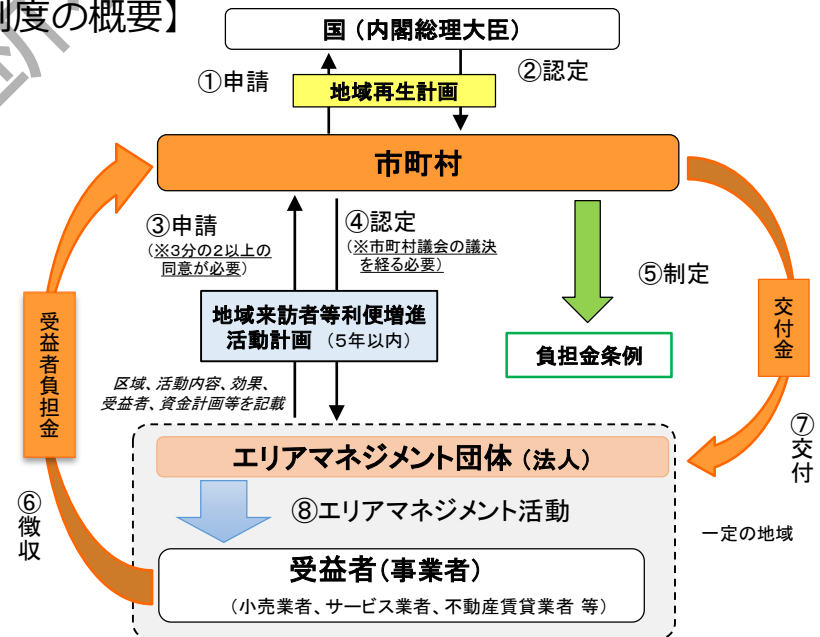 制度の概要】
国（内閣総理大臣）
①申請
②認定
地域再生計画
市町村
③申請
（※3分の2以上の
同意が必要）
④認定
（※市町村議会の議決
を経る必要）
⑤制定
地域来訪者等利便増進
活動計画 （5年以内）
負担金条例
受益者負担金
交付金
区域、活動内容、効果、
受益者、資金計画等を記載
⑦交付
エリアマネジメント団体（法人）
⑥徴収
⑧エリアマネジメント活動
一定の地域
受益者（事業者）
（小売業者、サービス業者、不動産賃貸業者 等）